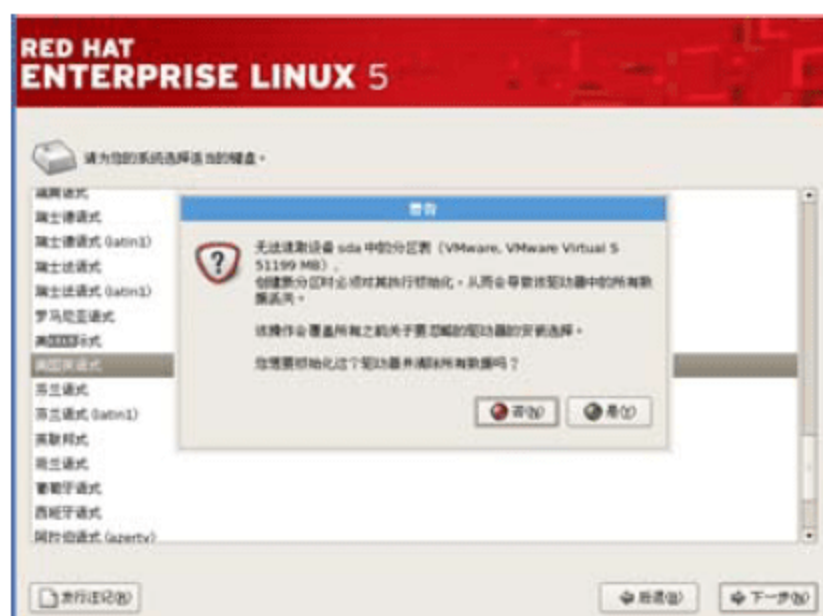 RED HAT
ENTERPRISE LINUX 5
请为您的系统选择适当的键盘。
瑞典语式
瑞士德语式
瑞士德语式 (latin1)
瑞士法语式
瑞士法语式 (latin1)
罗马尼亚语式
美国英语式
芬兰语式
芬兰语式 (latin1)
英联邦式
荷兰语式
葡萄牙语式
西班牙语式
阿拉伯语式 (azerty)
警告
无法读取设备 sda 中的分区表 (VMware, VMware Virtual S
51199 MB)，
创建新分区时必须对其执行初始化，从而会导致该驱动器中的所有数
据丢失。
该操作会覆盖所有之前关于要忽略的驱动器的安装选择。
您想要初始化这个驱动器并清除所有数据吗？
否(N)
是(Y)
发行注记(R)
后退(B)
下一步(N)